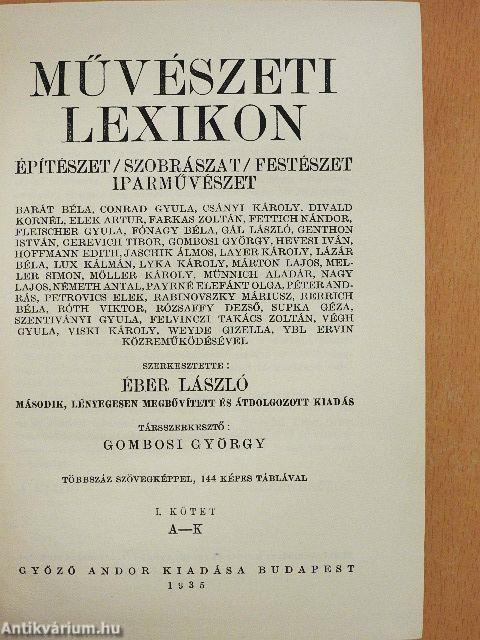 MŰVÉSZETI
LEXIKON
ÉPÍTÉSZET/SZOBRÁSZAT/FESTÉSZET
IPARMŰVÉSZET
BARÁT BÉLA, CONRAD GYULA, CSÁNYI KÁROLY, DIVALD
KORNÉL, ELEK ARTUR, FARKAS ZOLTÁN, FETTICH NÁNDOR,
FLEISCHER GYULA, FÓNAGY BÉLA, GÁL LÁSZLÓ, GENTHON
ISTVÁN, GEREVICH TIBOR, GOMBOSI GYÖRGY, HEVESI IVÁN,
HOFFMANN EDITH, JASCHIK ÁLMOS, LAYER KÁROLY, LÁZÁR
BÉLA, LUX KÁLMÁN, LYKA KÁROLY, MÁRTON LAJOS, MEL-
LER SIMON, MÖLLER KÁROLY, MÜNNICH ALADÁR, NAGY
LAJOS, NÉMETH ANTAL, PAYRNÉ ELEFÁNT OLGA, PÉTER AND-
RÁS, PETROVICS ELEK, RABINOVSZKY MÁRIUSZ, RERRICH
BÉLA, RÓTH VIKTOR, RÓZSAFFY DEZSŐ, SUPKA GÉZA,
SZENTIVÁNYI GYULA, FELVINCZI TAKÁCS ZOLTÁN, VÉGH
GYULA, VISKI KÁROLY, WEYDE GIZELLA, YBL ERVIN
KÖZREMŰKÖDÉSÉVEL
SZERKESZTETTE:
ÉBER LÁSZLÓ
MÁSODIK, LÉNYEGESEN MEGBŐVÍTETT ÉS ÁTDOLGOZOTT KIADÁS
TÁRSSZERKESZTŐ:
GOMBOSI GYÖRGY
TÖBBSZÁZ SZÖVEGKÉPPEL, 144 KÉPES TÁBLÁVAL
I. KÖTET
A—K
GYŐZŐ ANDOR KIADÁSA BUDAPEST
1935
Antikvárium.hu